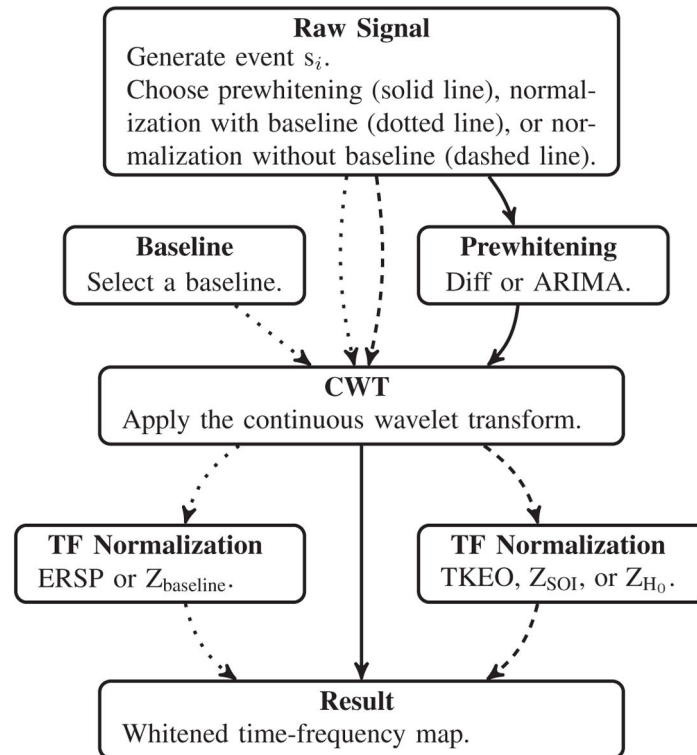 Raw Signal
Generate event sᵢ.
Choose prewhitening (solid line), normal-
ization with baseline (dotted line), or nor-
malization without baseline (dashed line).
Baseline
Select a baseline.
Prewhitening
Diff or ARIMA.
CWT
Apply the continuous wavelet transform.
TF Normalization
ERSP or Z_baseline.
TF Normalization
TKEO, Z_SOI, or Z_H₀.
Result
Whitened time-frequency map.